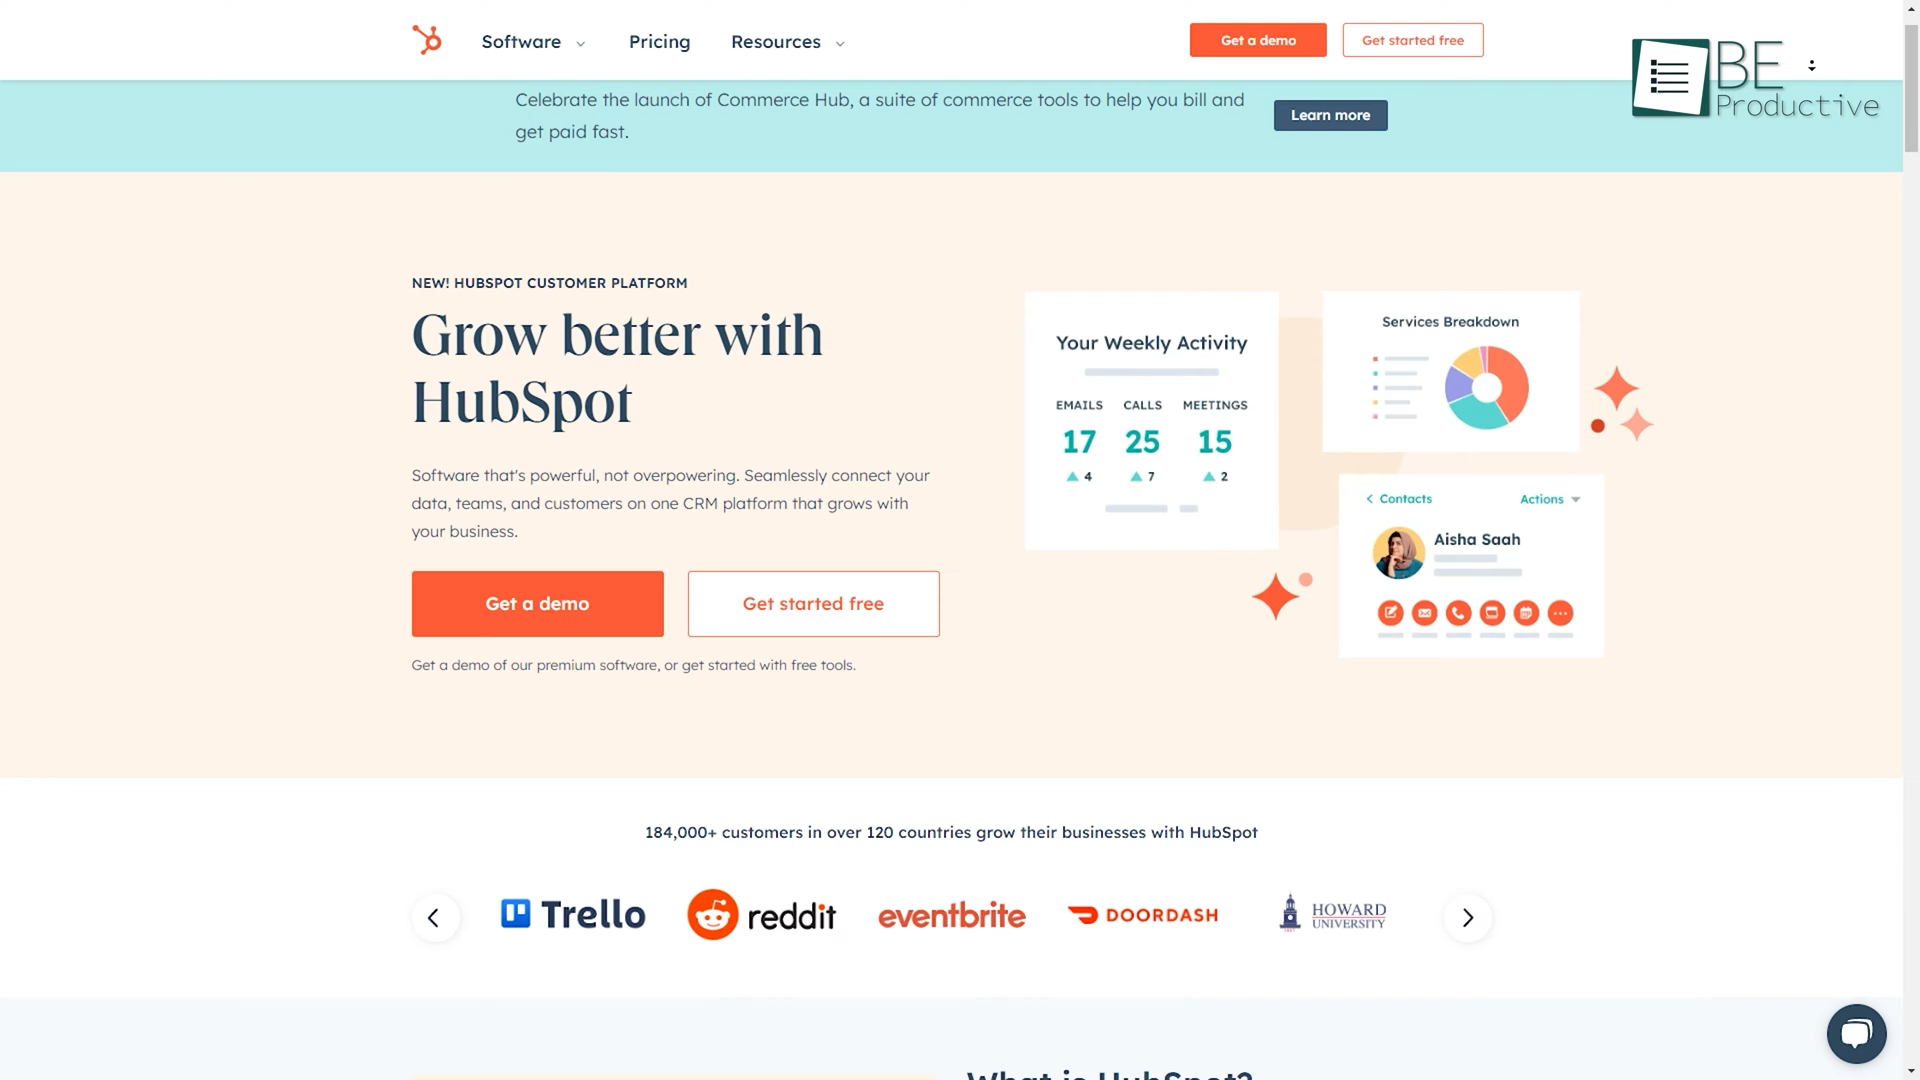 Software
Pricing
Resources
Get a demo
Get started free
BE
Productive
Celebrate the launch of Commerce Hub, a suite of commerce tools to help you bill and
get paid fast.
Learn more
NEW! HUBSPOT CUSTOMER PLATFORM
Grow better with
HubSpot
Software that's powerful, not overpowering. Seamlessly connect your
data, teams, and customers on one CRM platform that grows with
your business.
Get a demo
Get started free
Get a demo of our premium software, or get started with free tools.
Your Weekly Activity
EMAILS CALLS MEETINGS
17 25 15
4 7 2
Services Breakdown
Contacts
Actions
Aisha Saah
184,000+ customers in over 120 countries grow their businesses with HubSpot
Trello
reddit
eventbrite
DOORDASH
HOWARD
UNIVERSITY
What is HubSpot?